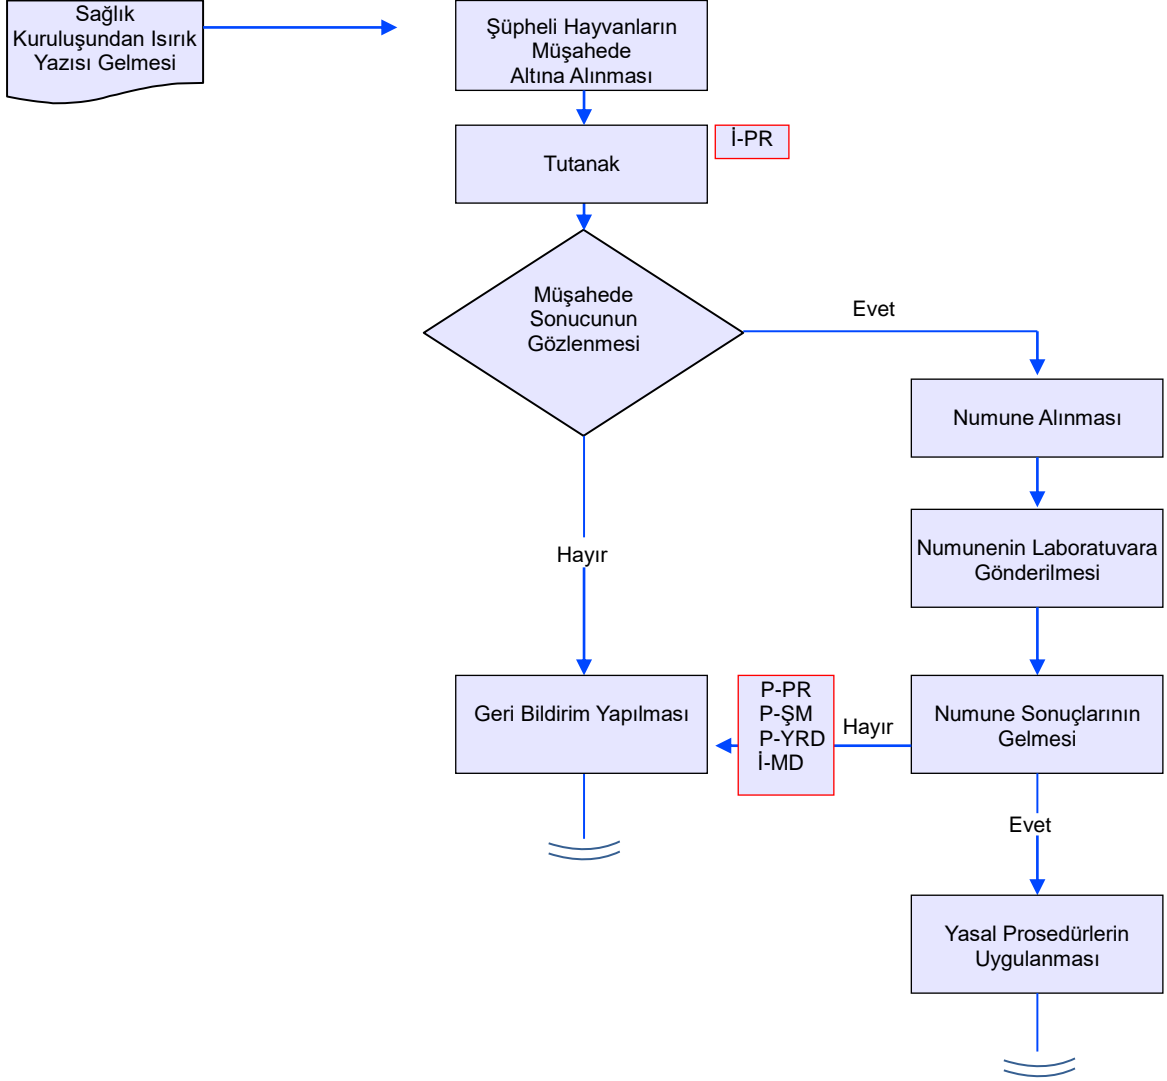 Sağlık
Kuruluşundan Isırık
Yazısı Gelmesi
Şüpheli Hayvanların
Müşahede
Altına Alınması
Tutanak
İ-PR
Müşahede
Sonucunun
Gözlenmesi
Evet
Numune Alınması
Numunenin Laboratuvara
Gönderilmesi
Hayır
Geri Bildirim Yapılması
P-PR
P-ŞM
P-YRD
İ-MD
Hayır
Numune Sonuçlarının
Gelmesi
Evet
Yasal Prosedürlerin
Uygulanması